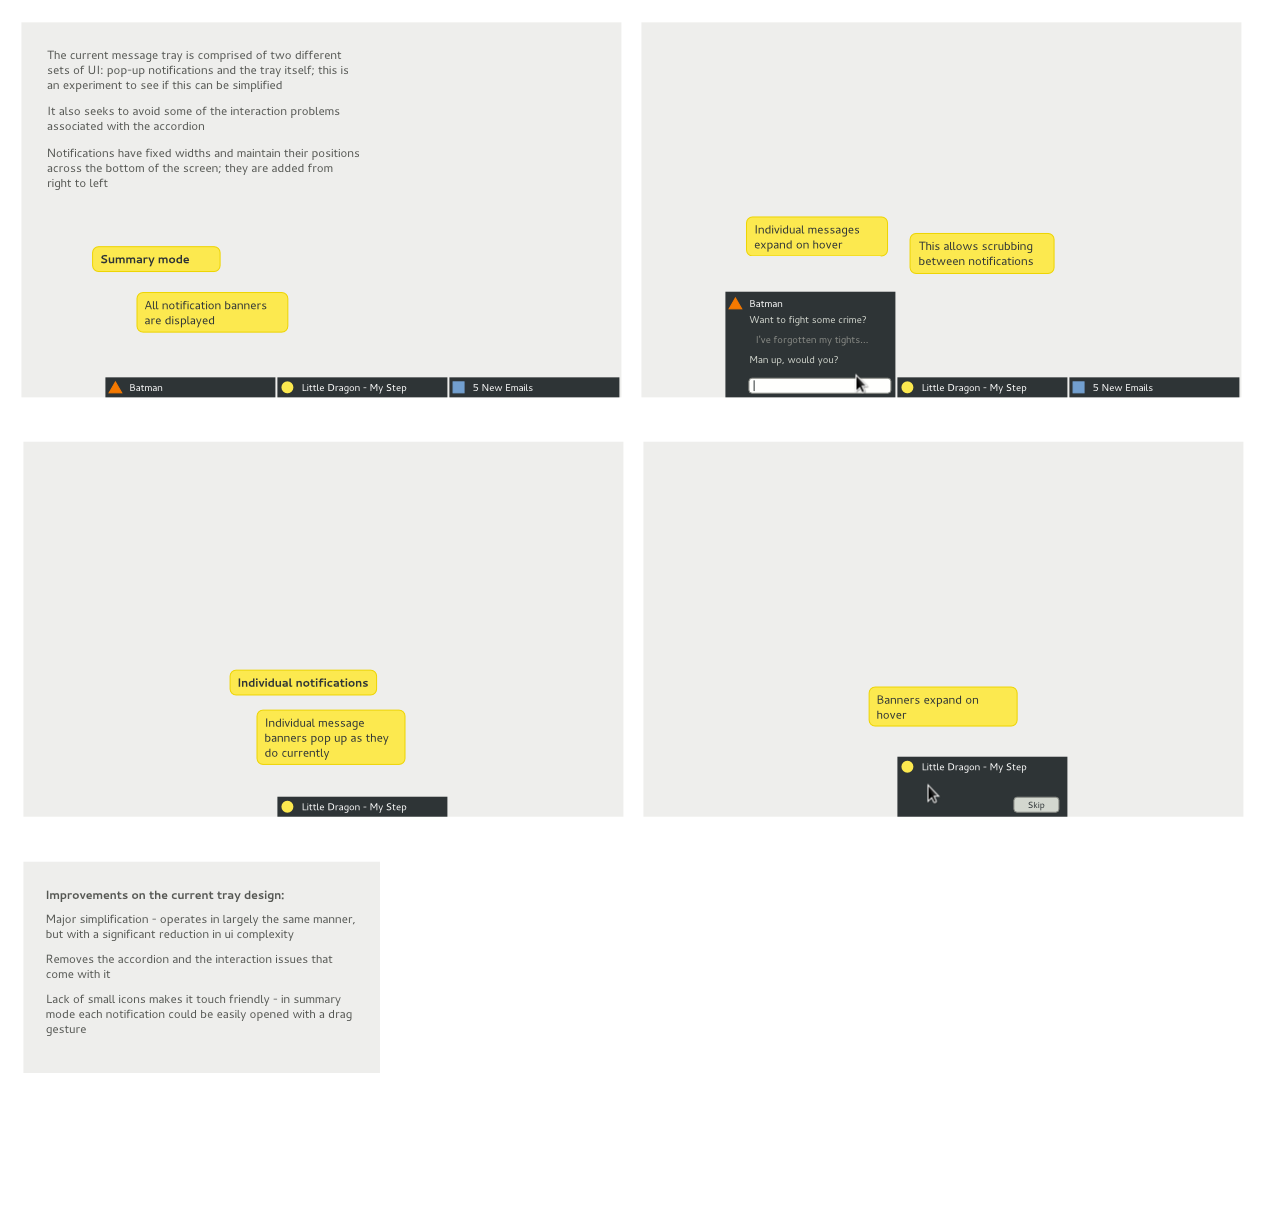 The current message tray is comprised of two different
sets of UI: pop-up notifications and the tray itself; this is
an experiment to see if this can be simplified
It also seeks to avoid some of the interaction problems
associated with the accordion
Notifications have fixed widths and maintain their positions
across the bottom of the screen; they are added from
right to left
Summary mode
All notification banners
are displayed
Batman
Little Dragon - My Step
5 New Emails
Individual messages
expand on hover
This allows scrubbing
between notifications
Batman
Want to fight some crime?
I've forgotten my tights...
Man up, would you?
Little Dragon - My Step
5 New Emails
Individual notifications
Individual message
banners pop up as they
do currently
Little Dragon - My Step
Banners expand on
hover
Little Dragon - My Step
Skip
Improvements on the current tray design:
Major simplification - operates in largely the same manner,
but with a significant reduction in ui complexity
Removes the accordion and the interaction issues that
come with it
Lack of small icons makes it touch friendly - in summary
mode each notification could be easily opened with a drag
gesture